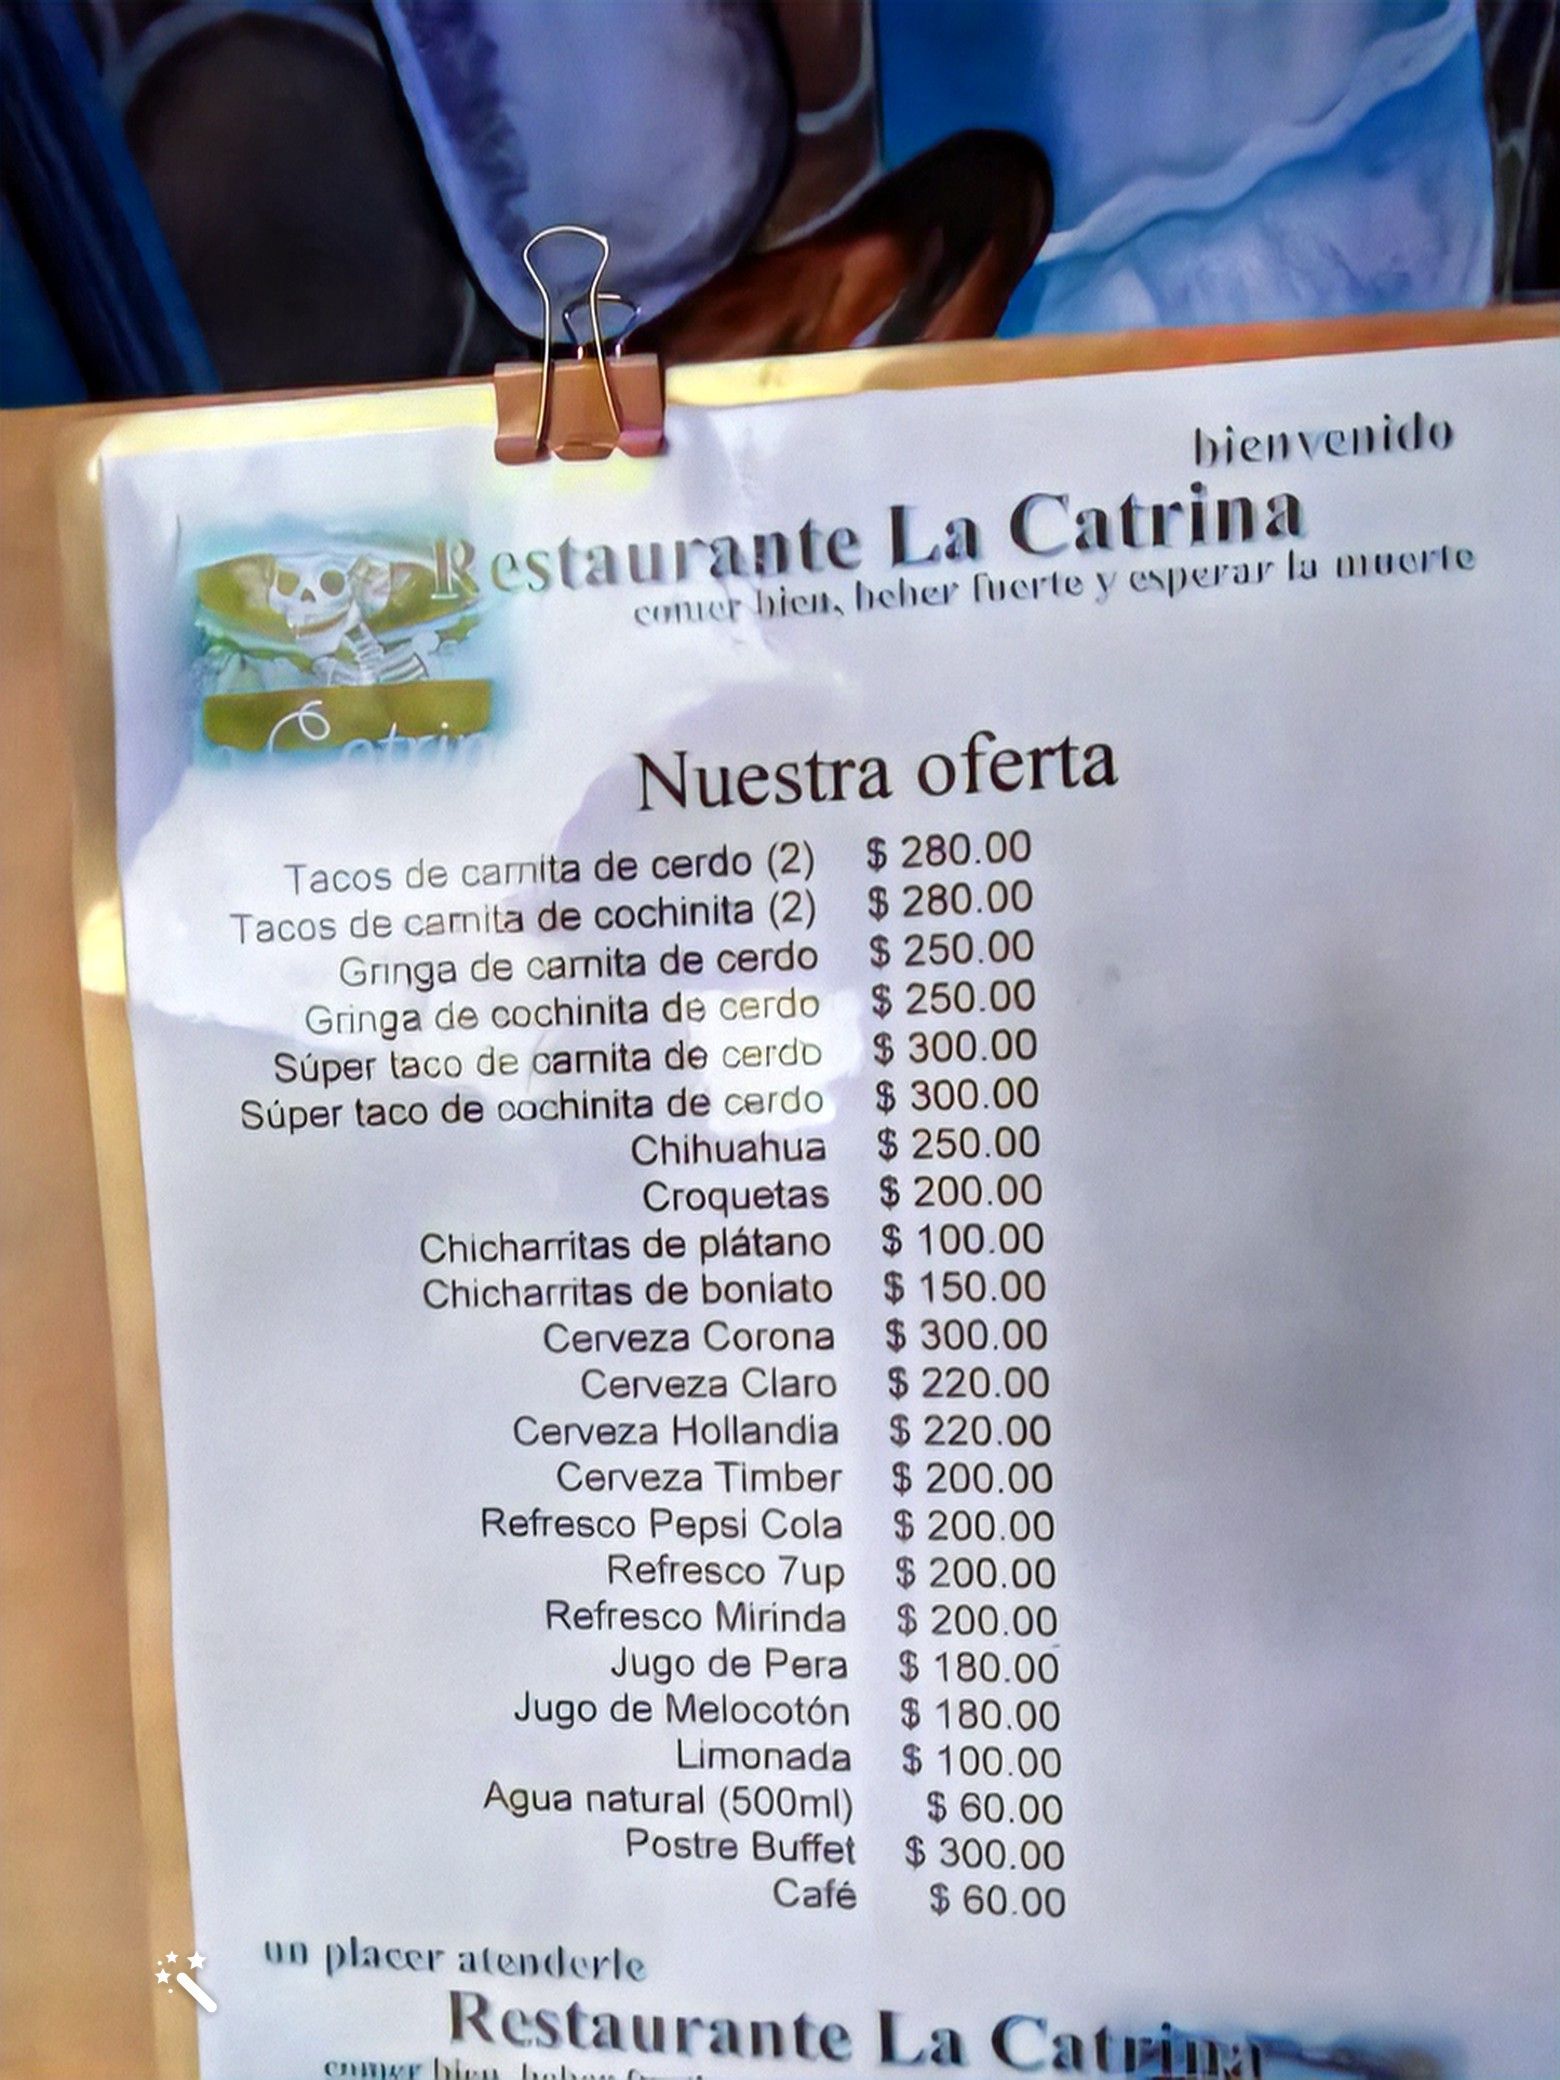 bienvenido
Restaurante La Catrina
comer bien, beber fuerte y esperar la muerte
Catrin
Nuestra oferta
Tacos de carnita de cerdo (2) $ 280.00
Tacos de carnita de cochinita (2) $ 280.00
Gringa de carnita de cerdo $ 250.00
Gringa de cochinita de cerdo $ 250.00
Súper taco de carnita de cerdo $ 300.00
Súper taco de cochinita de cerdo $ 300.00
Chihuahua $ 250.00
Croquetas $ 200.00
Chicharritas de plátano $ 100.00
Chicharritas de boniato $ 150.00
Cerveza Corona $ 300.00
Cerveza Claro $ 220.00
Cerveza Hollandia $ 220.00
Cerveza Timber $ 200.00
Refresco Pepsi Cola $ 200.00
Refresco 7up $ 200.00
Refresco Mirinda $ 200.00
Jugo de Pera $ 180.00
Jugo de Melocotón $ 180.00
Limonada $ 100.00
Agua natural (500ml) $ 60.00
Postre Buffet $ 300.00
Café $ 60.00
un placer atenderle
Restaurante La Catrina
comer bien, beber